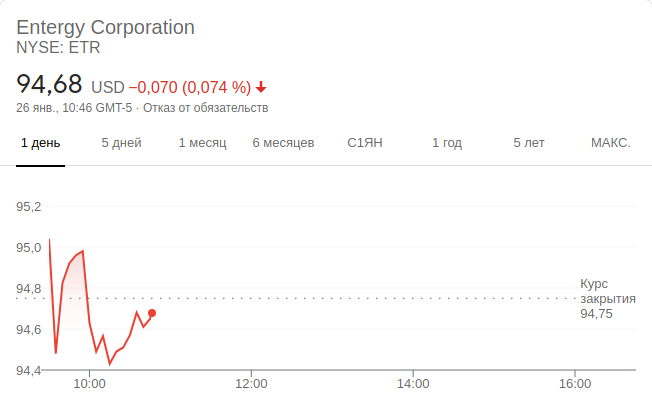 Entergy Corporation
NYSE: ETR
94,68 USD −0,070 (0,074 %)
26 янв., 10:46 GMT-5 · Отказ от обязательств
1 день 5 дней 1 месяц 6 месяцев С1ЯН 1 год 5 лет МАКС.
95,2
95,0
94,8
94,6
94,4
Курс
закрытия
94,75
10:00 12:00 14:00 16:00